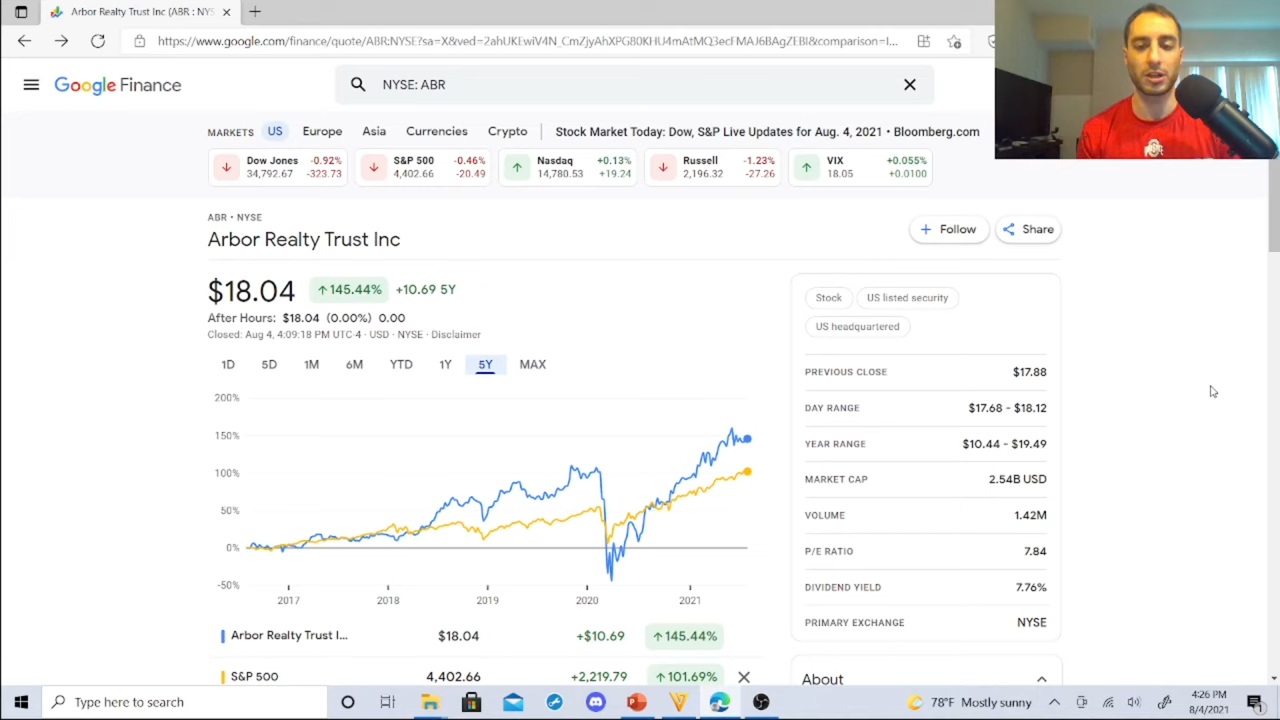 Arbor Realty Trust Inc (ABR : NYS
https://www.google.com/finance/quote/ABR:NYSE?sa=X&ved=2ahUKEwiV4N_CmZjyAhXPG80KHU4mAtMQ3ecFMAJ6BAgZEBI&comparison=I...
Google Finance
NYSE: ABR
MARKETS US Europe Asia Currencies Crypto Stock Market Today: Dow, S&P Live Updates for Aug. 4, 2021 • Bloomberg.com
Dow Jones -0.92% S&P 500 -0.46% Nasdaq +0.13% Russell -1.23% VIX +0.055%
34,792.67 -323.73 4,402.66 -20.49 14,780.53 +19.24 2,196.32 -27.26 18.05 +0.0100
ABR • NYSE
Arbor Realty Trust Inc
Follow Share
$18.04 145.44% +10.69 5Y
After Hours: $18.04 (0.00%) 0.00
Closed: Aug 4, 4:09:18 PM UTC-4 · USD · NYSE · Disclaimer
1D 5D 1M 6M YTD 1Y 5Y MAX
200%
150%
100%
50%
0%
-50%
2017 2018 2019 2020 2021
Arbor Realty Trust I... $18.04 +$10.69 145.44%
S&P 500 4,402.66 +2,219.79 101.69%
Stock US listed security
US headquartered
PREVIOUS CLOSE $17.88
DAY RANGE $17.68 - $18.12
YEAR RANGE $10.44 - $19.49
MARKET CAP 2.54B USD
VOLUME 1.42M
P/E RATIO 7.84
DIVIDEND YIELD 7.76%
PRIMARY EXCHANGE NYSE
About
Type here to search
78°F Mostly sunny
4:26 PM
8/4/2021